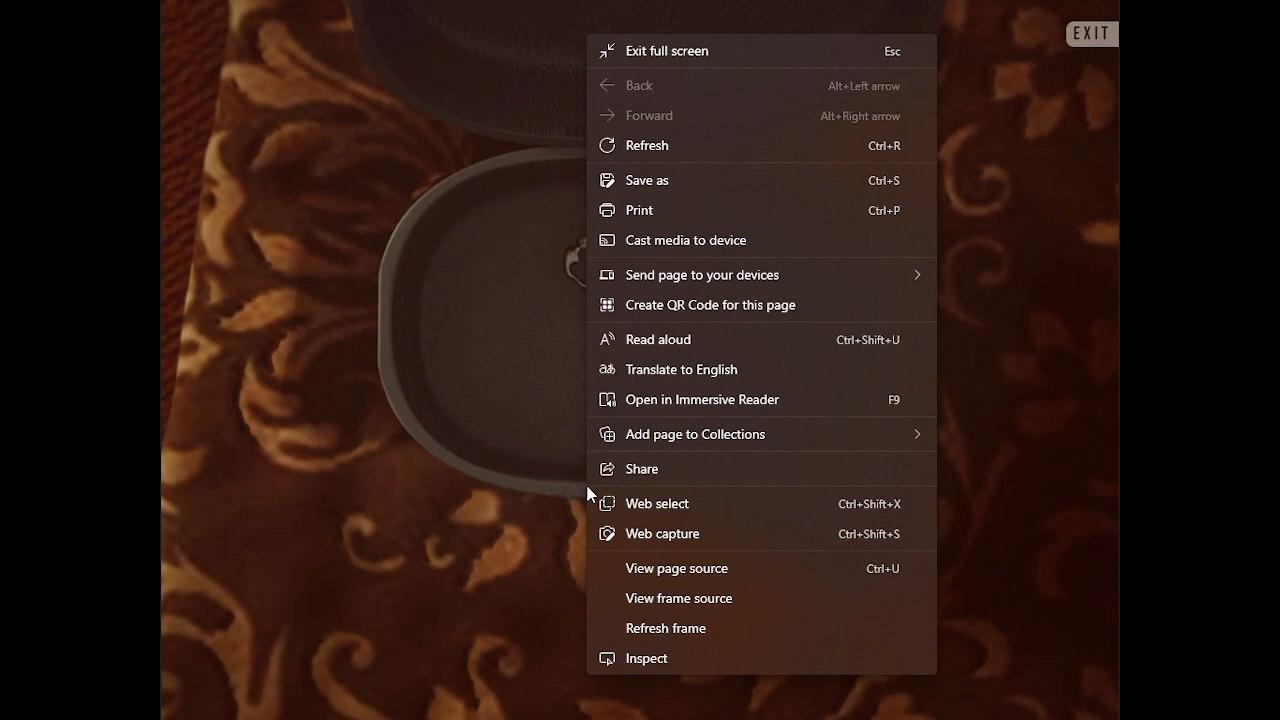 EXIT
Exit full screen Esc
Back Alt+Left arrow
Forward Alt+Right arrow
Refresh Ctrl+R
Save as Ctrl+S
Print Ctrl+P
Cast media to device
Send page to your devices
Create QR Code for this page
Read aloud Ctrl+Shift+U
Translate to English
Open in Immersive Reader F9
Add page to Collections
Share
Web select Ctrl+Shift+X
Web capture Ctrl+Shift+S
View page source Ctrl+U
View frame source
Refresh frame
Inspect